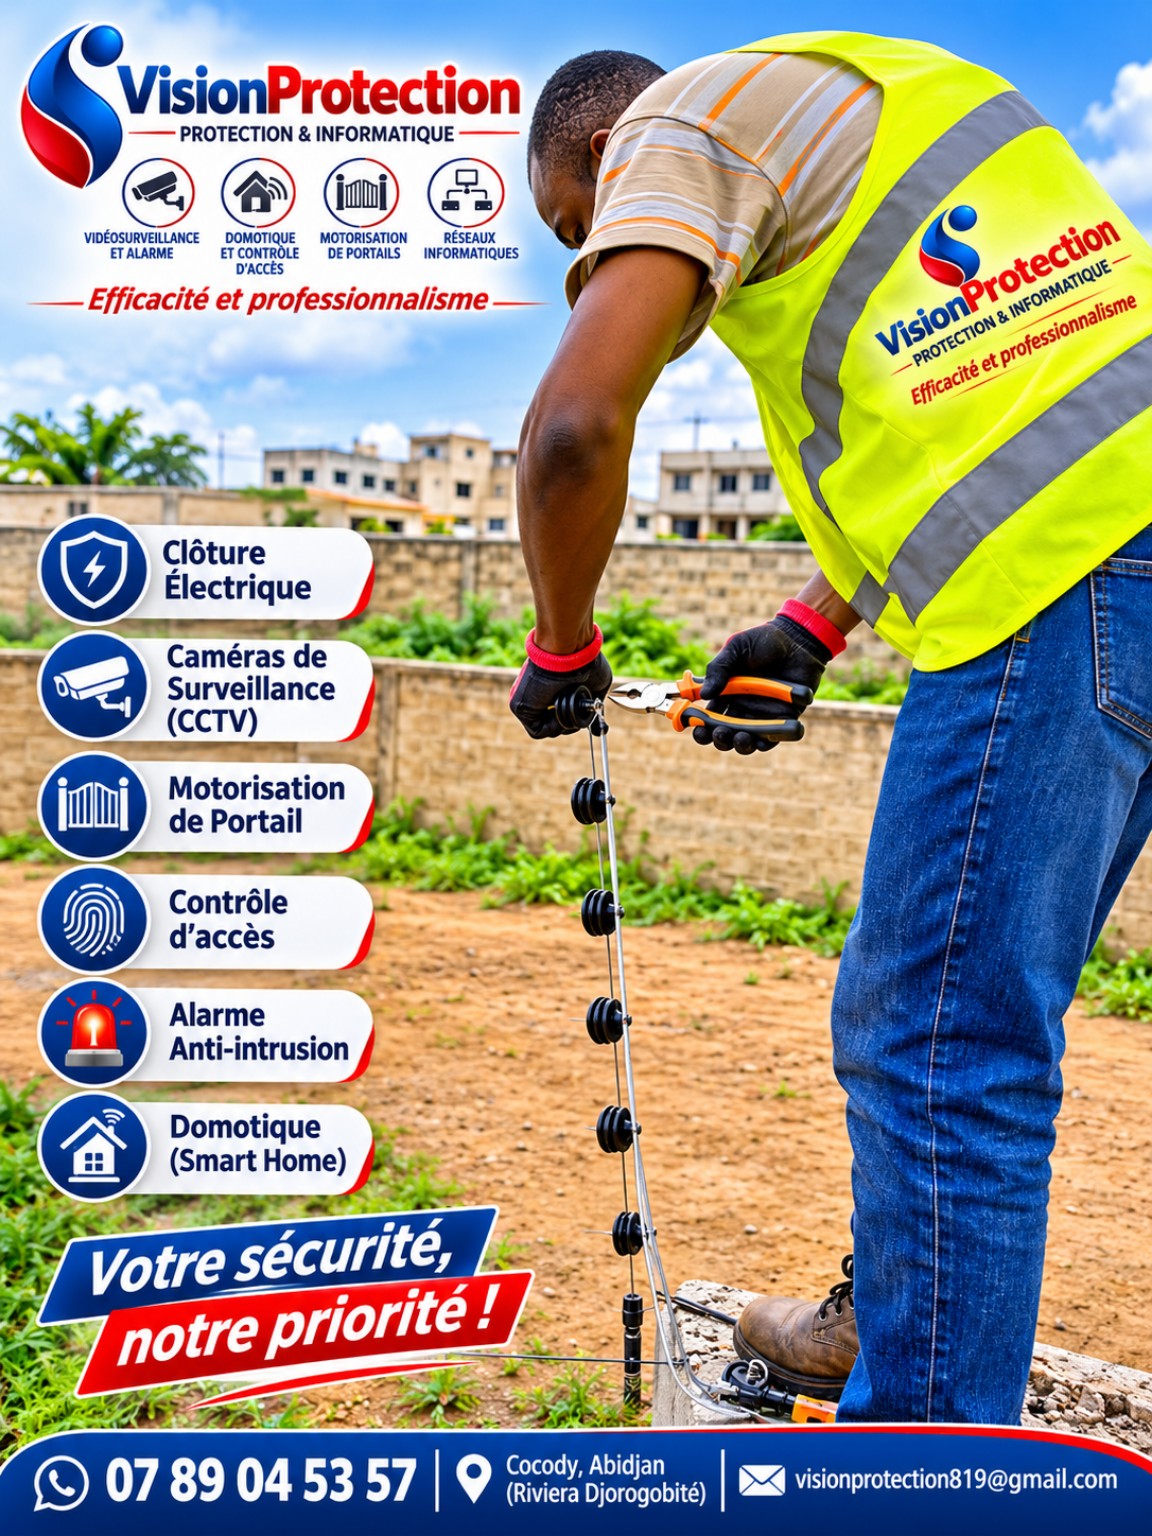 VisionProtection
PROTECTION & INFORMATIQUE
VIDÉOSURVEILLANCE
ET ALARME
DOMOTIQUE
ET CONTRÔLE
D'ACCÈS
MOTORISATION
DE PORTAILS
RÉSEAUX
INFORMATIQUES
Efficacité et professionnalisme
VisionProtection
PROTECTION & INFORMATIQUE
Efficacité et professionnalisme
Clôture
Électrique
Caméras de
Surveillance
(CCTV)
Motorisation
de Portail
Contrôle
d'accès
Alarme
Anti-intrusion
Domotique
(Smart Home)
Votre sécurité,
notre priorité !
07 89 04 53 57
Cocody, Abidjan
(Riviera Djorogobité)
visionprotection819@gmail.com